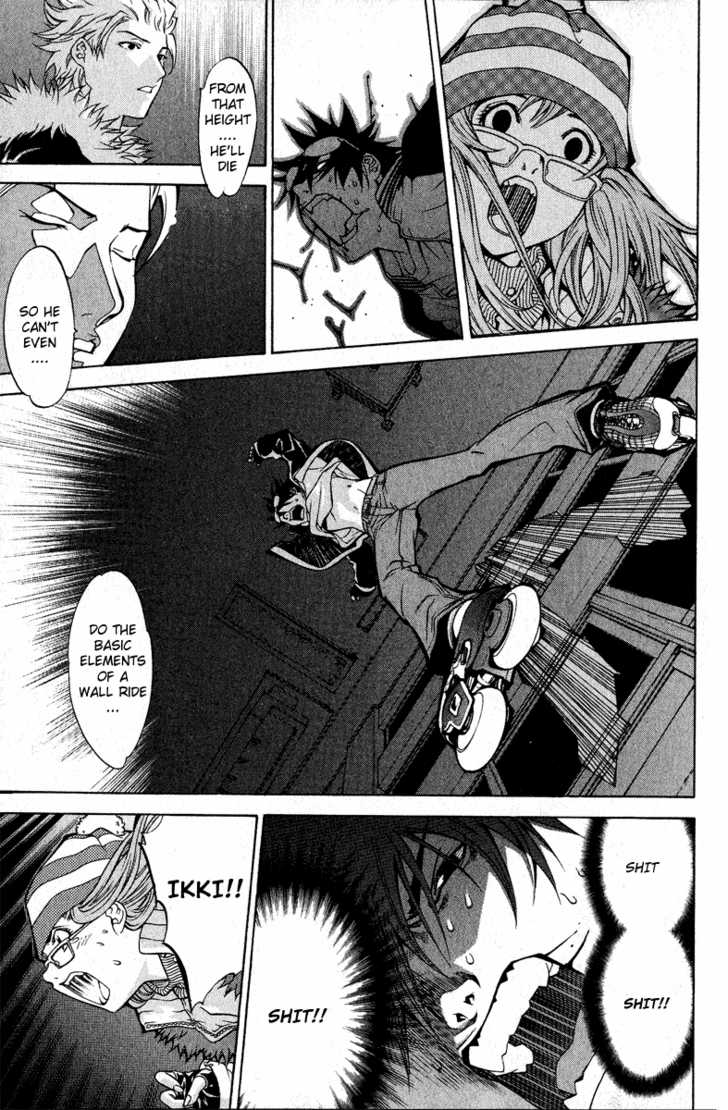 FROM
THAT
HEIGHT
....
HE'LL
DIE
SO HE
CAN'T
EVEN
....
DO THE
BASIC
ELEMENTS
OF A
WALL RIDE
...
SHIT
SHIT!!
SHIT!!
IKKI!!